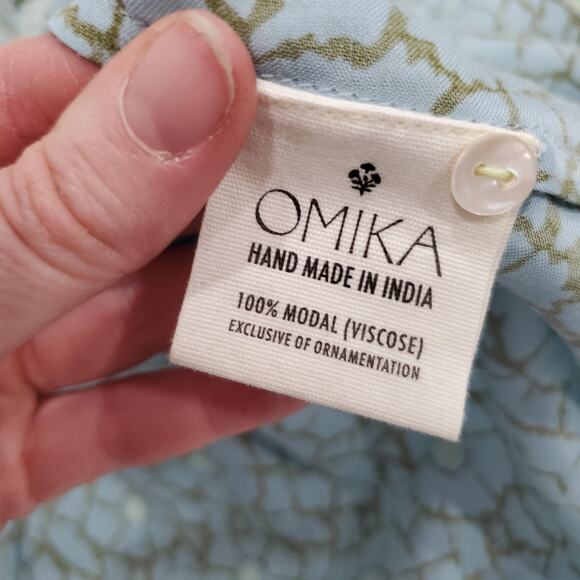 OMIKA
HAND MADE IN INDIA
100% MODAL (VISCOSE)
EXCLUSIVE OF ORNAMENTATION